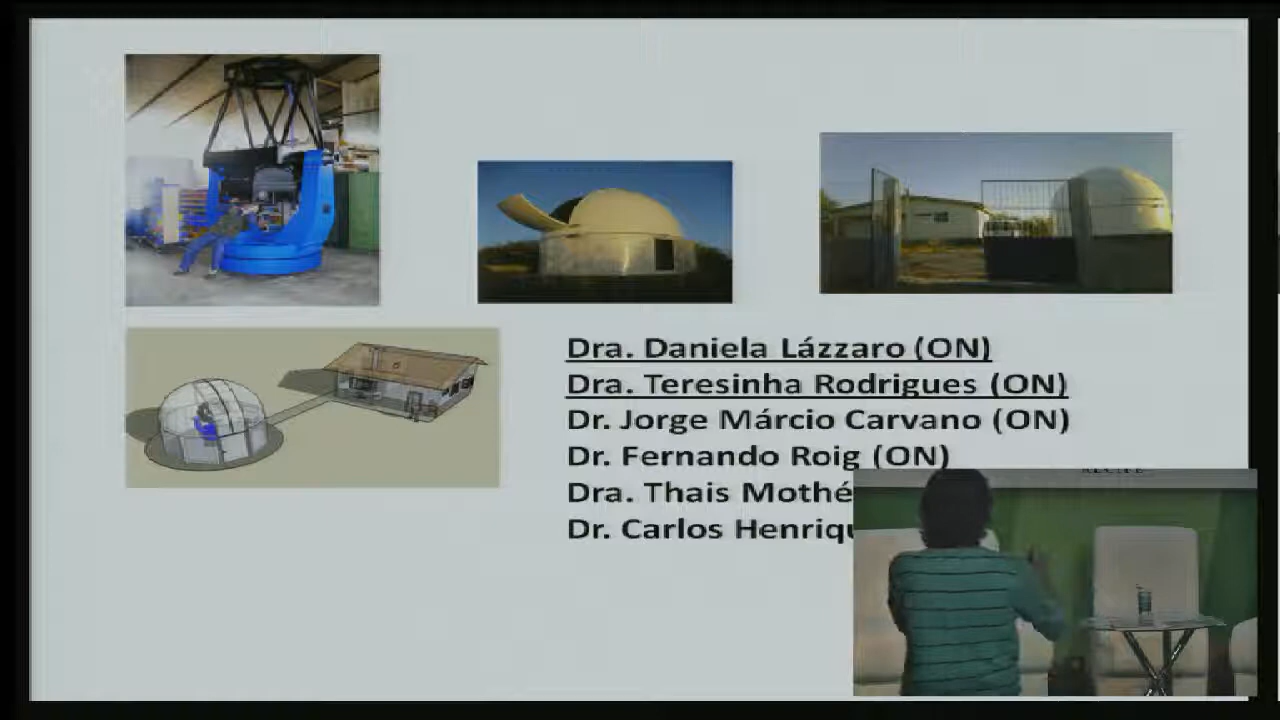 Dra. Daniela Lázzaro (ON)
Dra. Teresinha Rodrigues (ON)
Dr. Jorge Márcio Carvano (ON)
Dr. Fernando Roig (ON)
Dra. Thais Mothé
Dr. Carlos